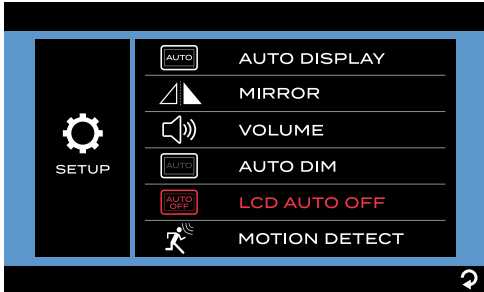 AUTO
AUTO DISPLAY
MIRROR
VOLUME
SETUP
AUTO
AUTO DIM
AUTO
OFF
LCD AUTO OFF
MOTION DETECT